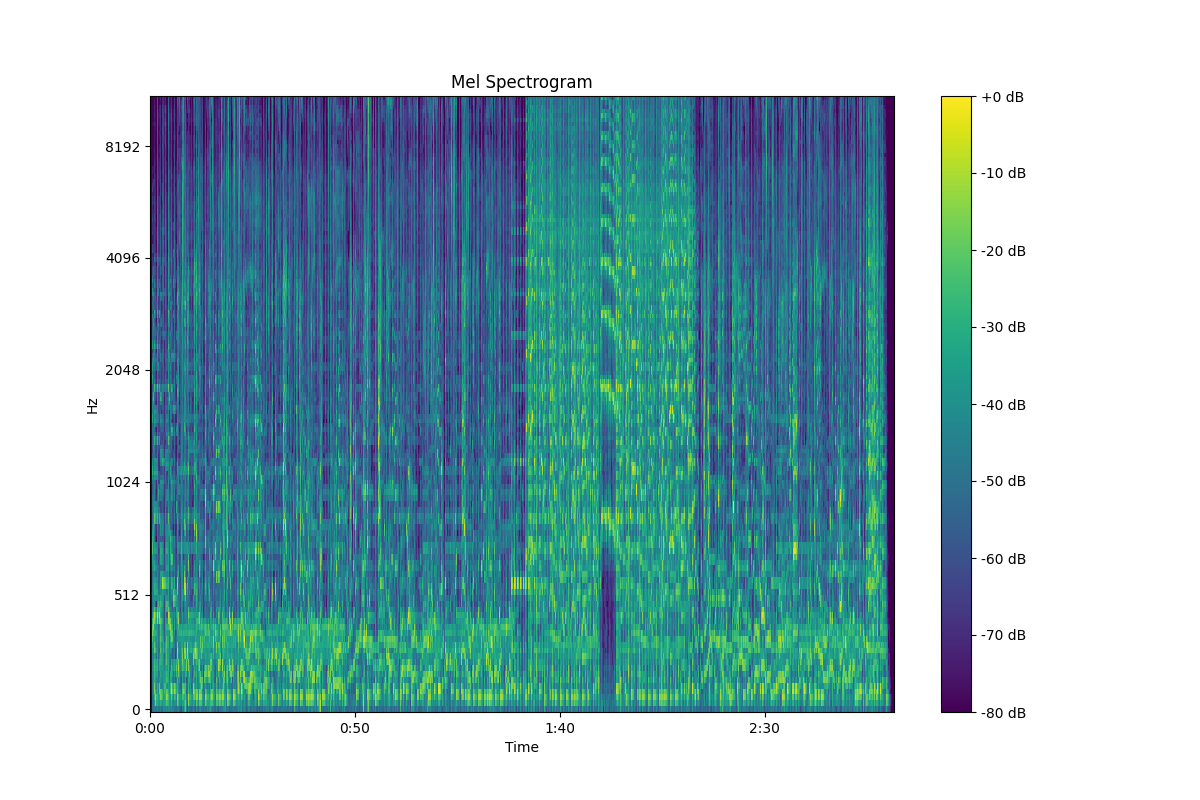 Mel Spectrogram
+0 dB
8192
-10 dB
-20 dB
4096
-30 dB
2048
-40 dB
Hz
1024
-50 dB
-60 dB
512
-70 dB
0
-80 dB
0:00 0:50 1:40 2:30
Time